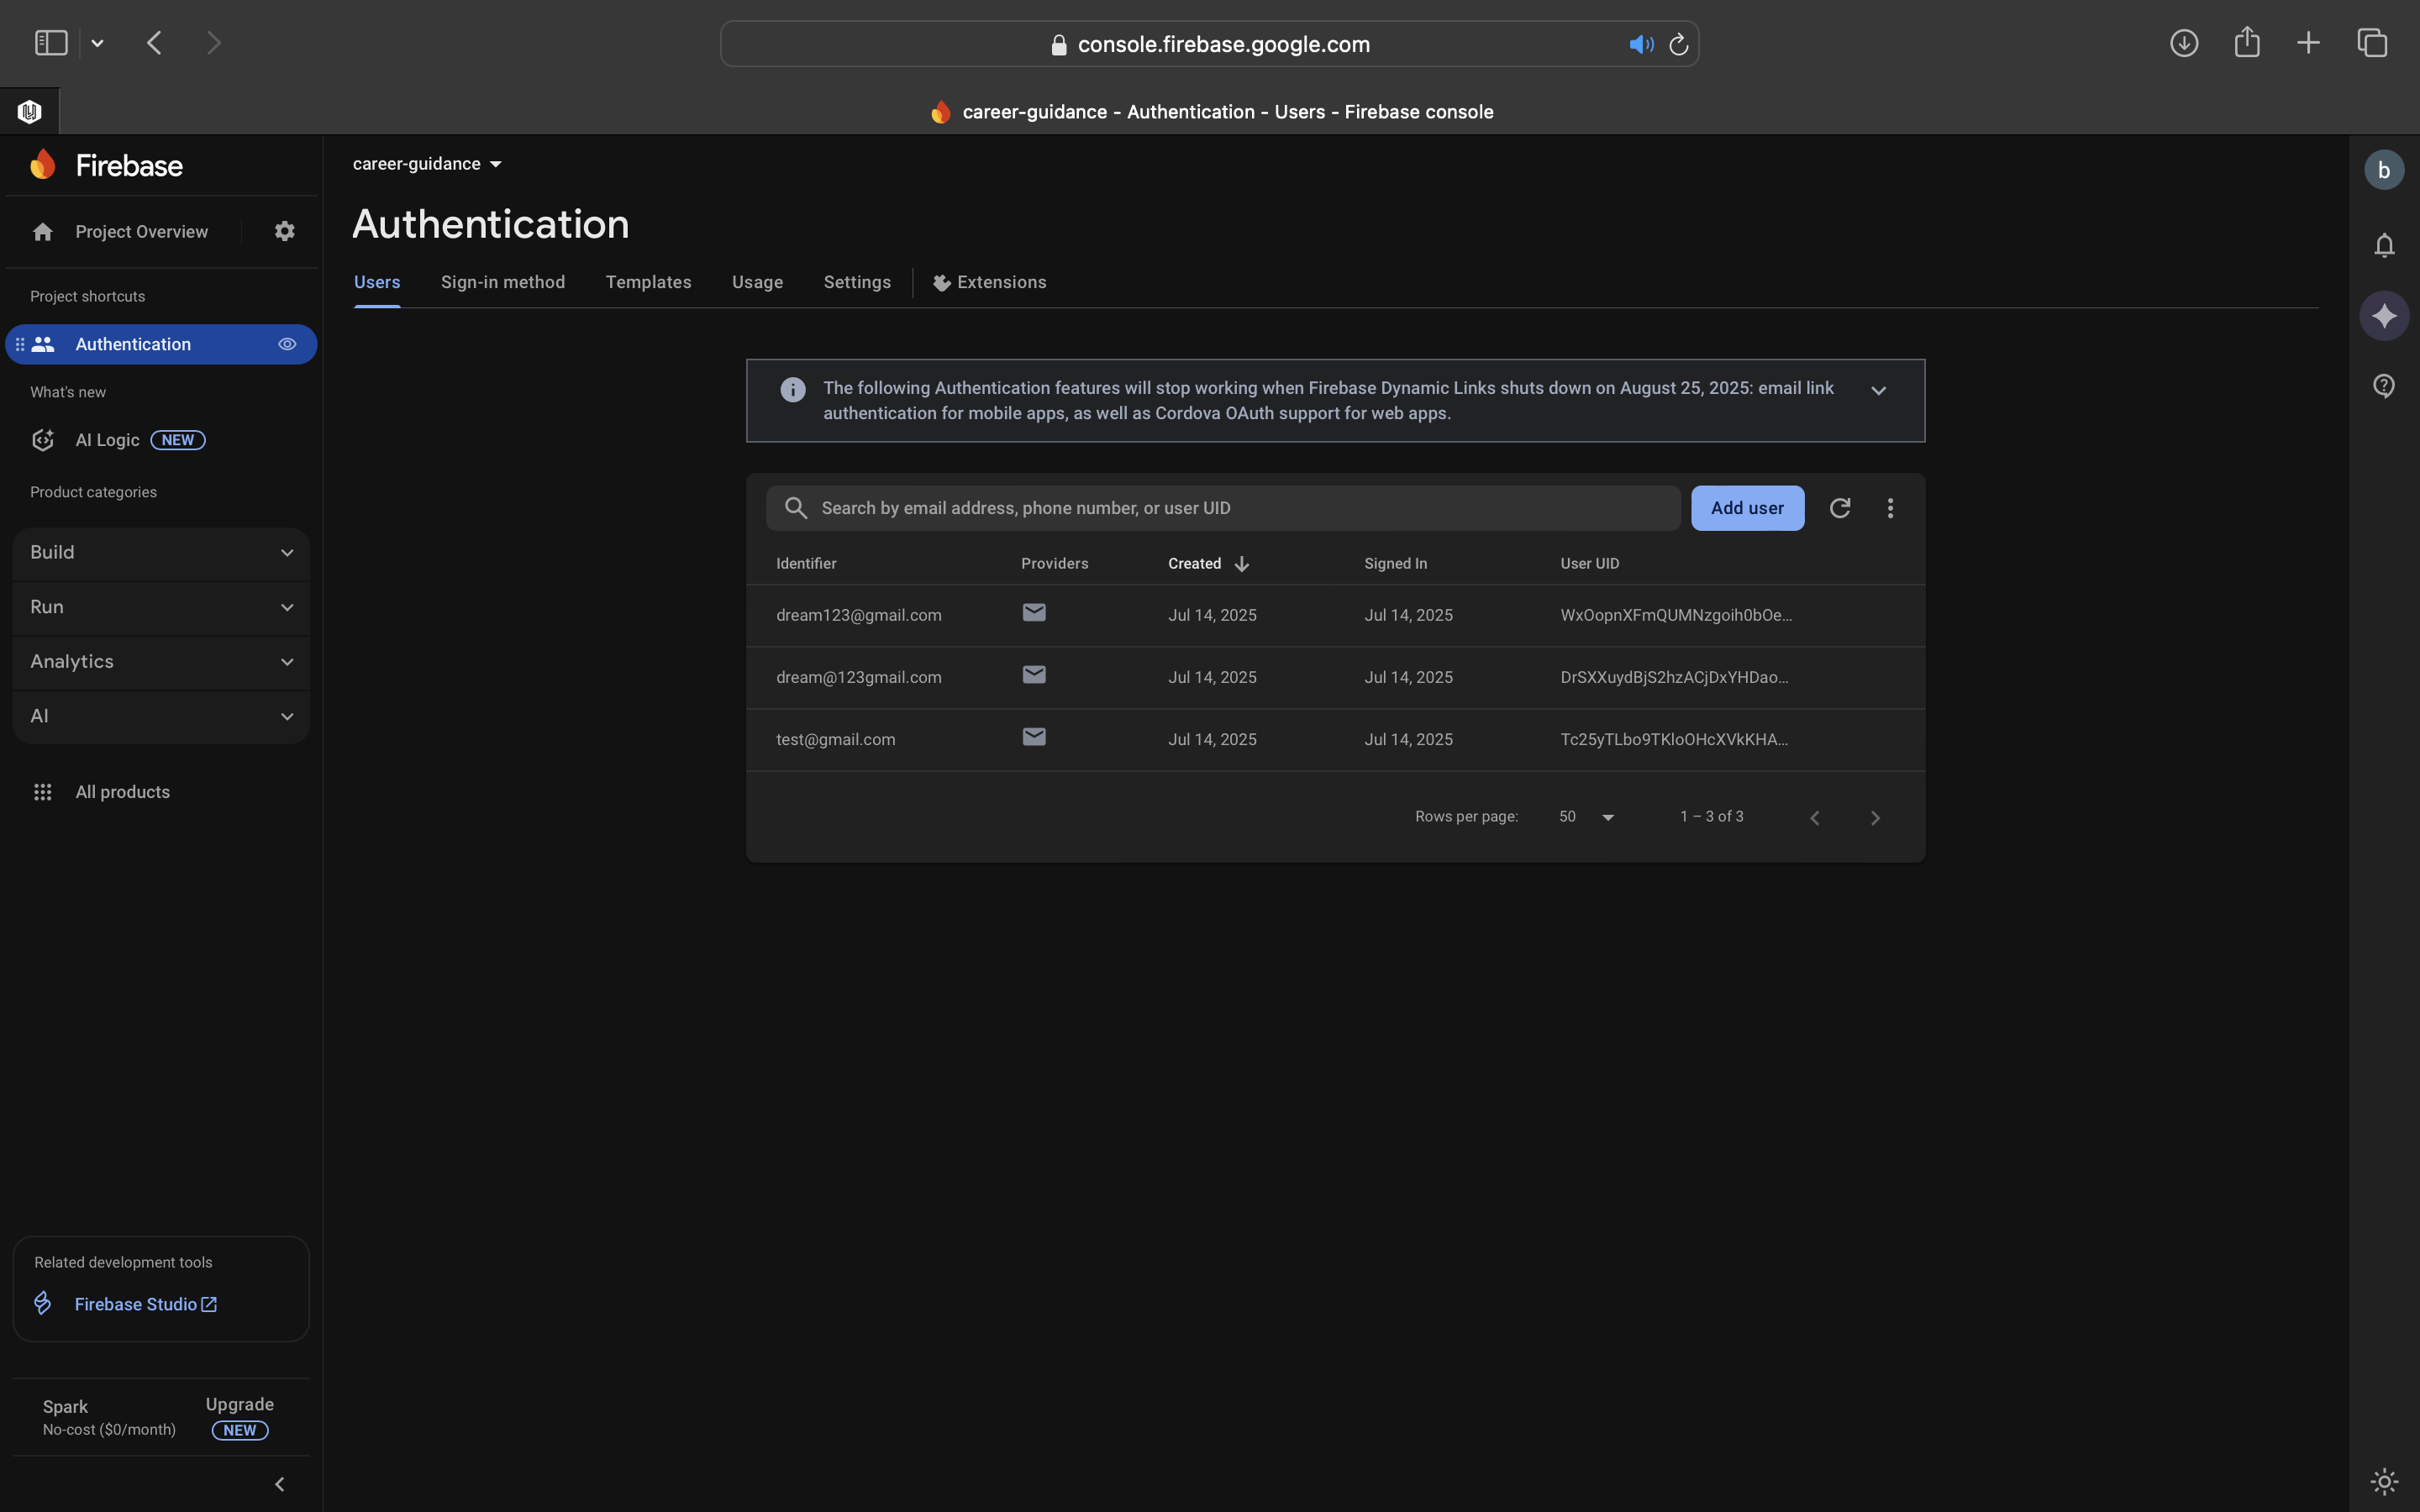 console.firebase.google.com
career-guidance - Authentication - Users - Firebase console
Firebase
Project Overview
Project shortcuts
Authentication
What's new
AI Logic NEW
Product categories
Build
Run
Analytics
AI
All products
Related development tools
Firebase Studio
Spark
No-cost ($0/month)
Upgrade
NEW
career-guidance
Authentication
Users Sign-in method Templates Usage Settings Extensions
The following Authentication features will stop working when Firebase Dynamic Links shuts down on August 25, 2025: email link
authentication for mobile apps, as well as Cordova OAuth support for web apps.
Search by email address, phone number, or user UID Add user
Identifier Providers Created Signed In User UID
dream123@gmail.com Jul 14, 2025 Jul 14, 2025 WxOopnXFmQUMNzgoih0bOe...
dream@123gmail.com Jul 14, 2025 Jul 14, 2025 DrSXXuydBjS2hzACjDxYHDao...
test@gmail.com Jul 14, 2025 Jul 14, 2025 Tc25yTLbo9TKloOHcXVkKHA...
Rows per page: 50 1 – 3 of 3
b